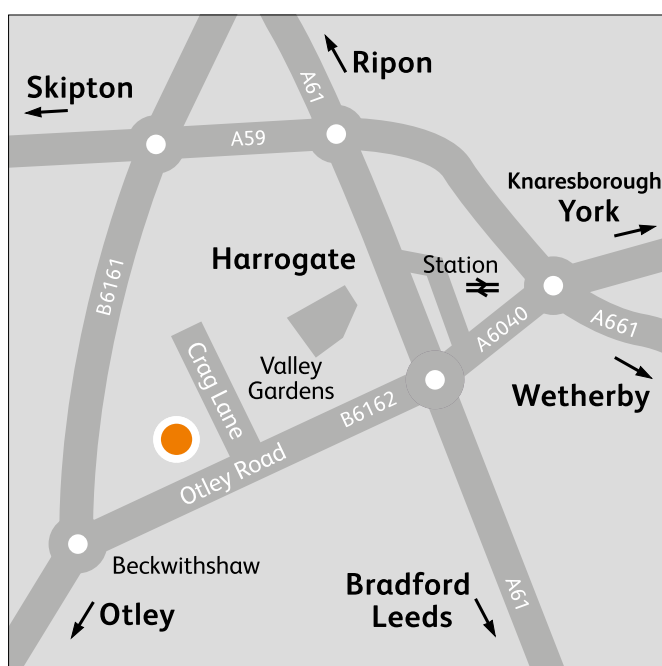 Ripon
Skipton
A61
A59
Knaresborough
York
Harrogate
Station
B6161
A661
A6040
Crag Lane
Valley
Gardens
Wetherby
B6162
Otley Road
Beckwithshaw
Bradford
Leeds
A61
Otley